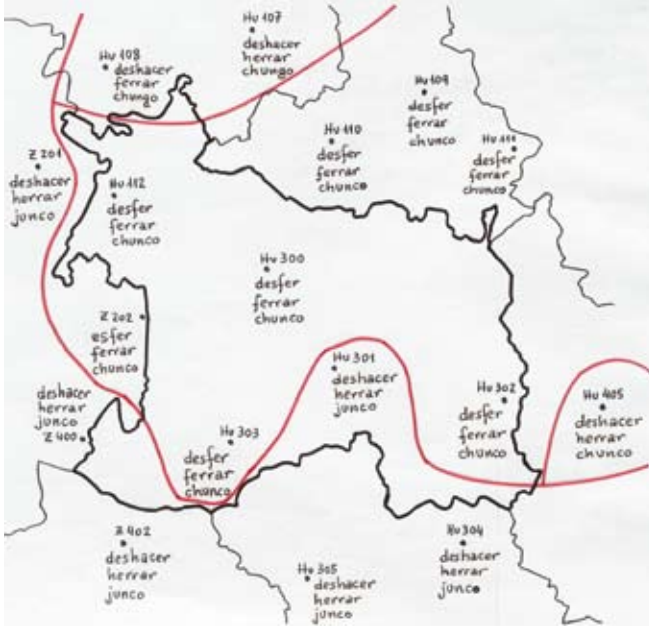 Hu 107
deshacer
herrar
chungo
Hu 108
deshacer
ferrar
chungo
Hu 109
desfer
ferrar
chunco
Hu 110
desfer
ferrar
chunco
Hu 111
desfer
ferrar
chunco
Z 201
deshacer
herrar
junco
Hu 112
desfer
ferrar
chunco
Hu 300
desfer
ferrar
chunco
Z 202
esfer
ferrar
chunco
Hu 301
deshacer
herrar
junco
deshacer
herrar
junco
Z 400
Hu 303
desfer
ferrar
chunco
Hu 302
desfer
ferrar
chunco
Hu 405
deshacer
herrar
chunco
Z 402
deshacer
herrar
junco
Hu 305
deshacer
herrar
junco
Hu 304
deshacer
herrar
junco